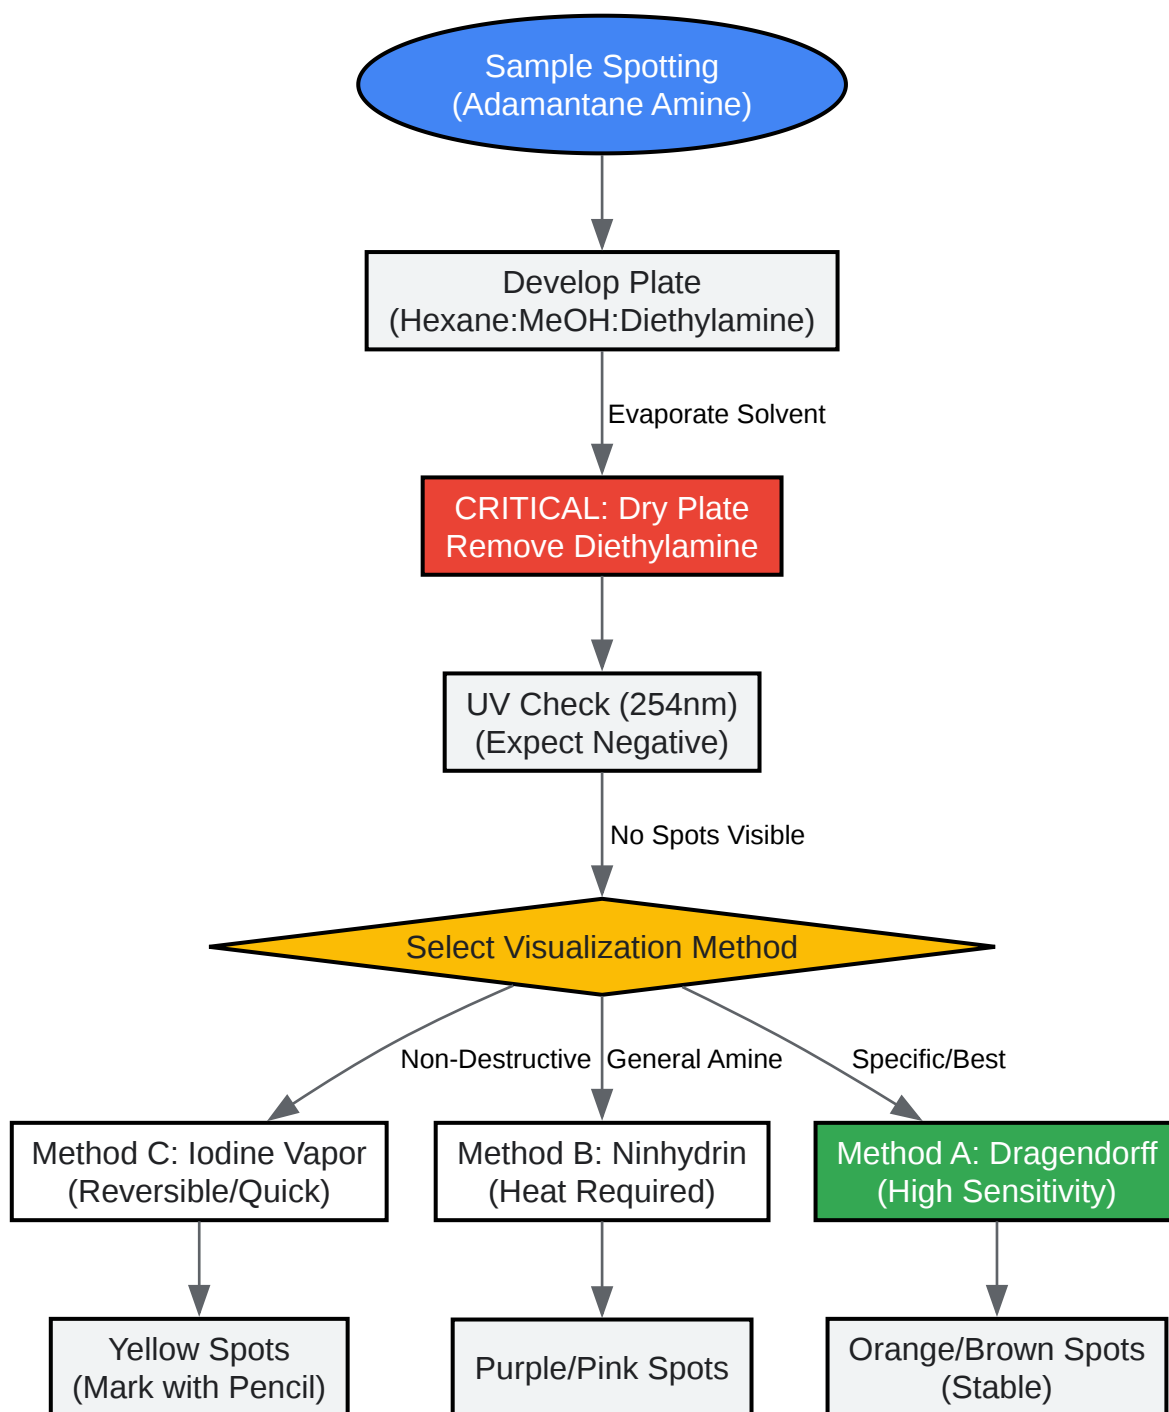 Sample Spotting
(Adamantane Amine)
Develop Plate
(Hexane:MeOH:Diethylamine)
Evaporate Solvent
CRITICAL: Dry Plate
Remove Diethylamine
UV Check (254nm)
(Expect Negative)
No Spots Visible
Select Visualization Method
Non-Destructive
General Amine
Specific/Best
Method C: Iodine Vapor
(Reversible/Quick)
Method B: Ninhydrin
(Heat Required)
Method A: Dragendorff
(High Sensitivity)
Yellow Spots
(Mark with Pencil)
Purple/Pink Spots
Orange/Brown Spots
(Stable)